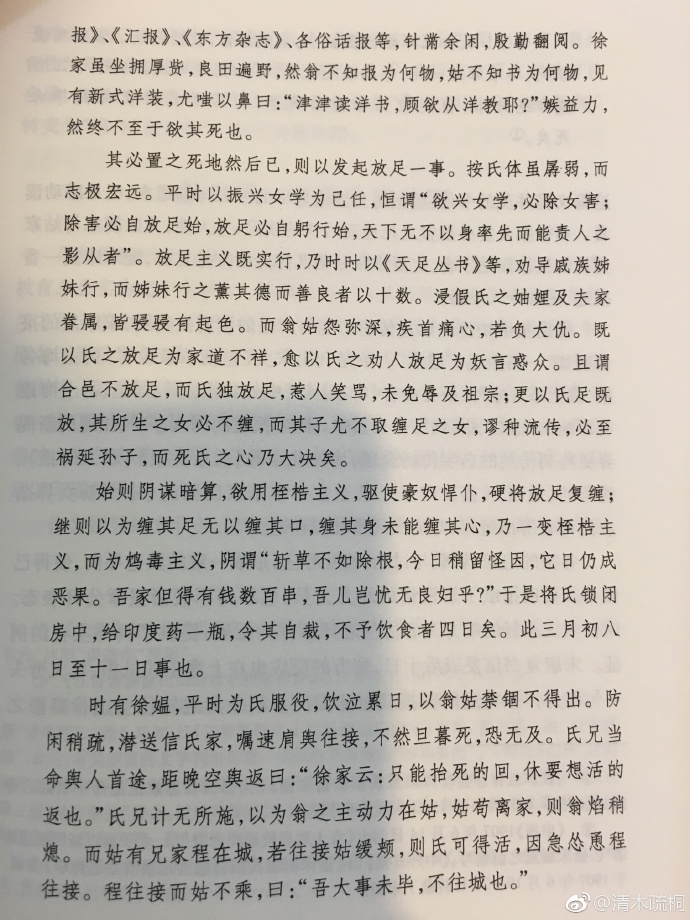 报》、《汇报》、《东方杂志》、各俗话报等，针黹余闲，殷勤翻阅。徐
家虽坐拥厚赀，良田遍野，然翁不知报为何物，姑不知书为何物，见
有新式洋装，尤嗤以鼻曰：“津津读洋书，顾欲从洋教耶？”嫉益力，
然终不至于欲其死也。
其必置之死地然后已，则以发起放足一事。按氏体虽孱弱，而
志极宏远。平时以振兴女学为己任，恒谓“欲兴女学，必除女害；
除害必自放足始，放足必自躬行始，天下无不以身率先而能责人之
影从者”。放足主义既实行，乃时时以《天足丛书》等，劝导戚族姊
妹行，而姊妹行之薰其德而善良者以十数。浸假氏之妯娌及夫家
眷属，皆骎骎有起色。而翁姑怨弥深，疾首痛心，若负大仇。既
以氏之放足为家道不祥，愈以氏之劝人放足为妖言惑众。且谓
合邑不放足，而氏独放足，惹人笑骂，未免辱及祖宗；更以氏足既
放，其所生之女必不缠，而其子尤不取缠足之女，谬种流传，必至
祸延孙子，而死氏之心乃大决矣。
始则阴谋暗算，欲用桎梏主义，驱使豪奴悍仆，硬将放足复缠；
继则以为缠其足无以缠其口，缠其身未能缠其心，乃一变桎梏主
义，而为鸩毒主义，阴谓“斩草不如除根，今日稍留怪因，它日仍成
恶果。吾家但得有钱数百串，吾儿岂忧无良妇乎？”于是将氏锁闭
房中，给印度药一瓶，令其自裁，不予饮食者四日矣。此三月初八
日至十一日事也。
时有徐媪，平时为氏服役，饮泣累日，以翁姑禁锢不得出。防
闲稍疏，潜送信氏家，嘱速肩舆往接，不然旦暮死，恐无及。氏兄当
命舆人首途，距晚空舆返曰：“徐家云：只能抬死的回，休要想活的
返也。”氏兄计无所施，以为翁之主动力在姑，姑苟离家，则翁焰稍
熄。而姑有兄家程在城，若往接姑缓颊，则氏可得活，因急怂恿程
往接。程往接而姑不乘，曰：“吾大事未毕，不往城也。”
@清木疏桐